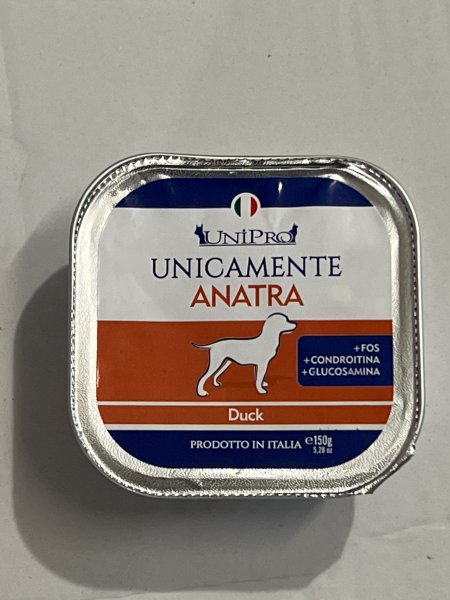 UNIPRO
UNICAMENTE
ANATRA
+FOS
+CONDROITINA
+GLUCOSAMINA
Duck
PRODOTTO IN ITALIA ℮150g
5,28 oz